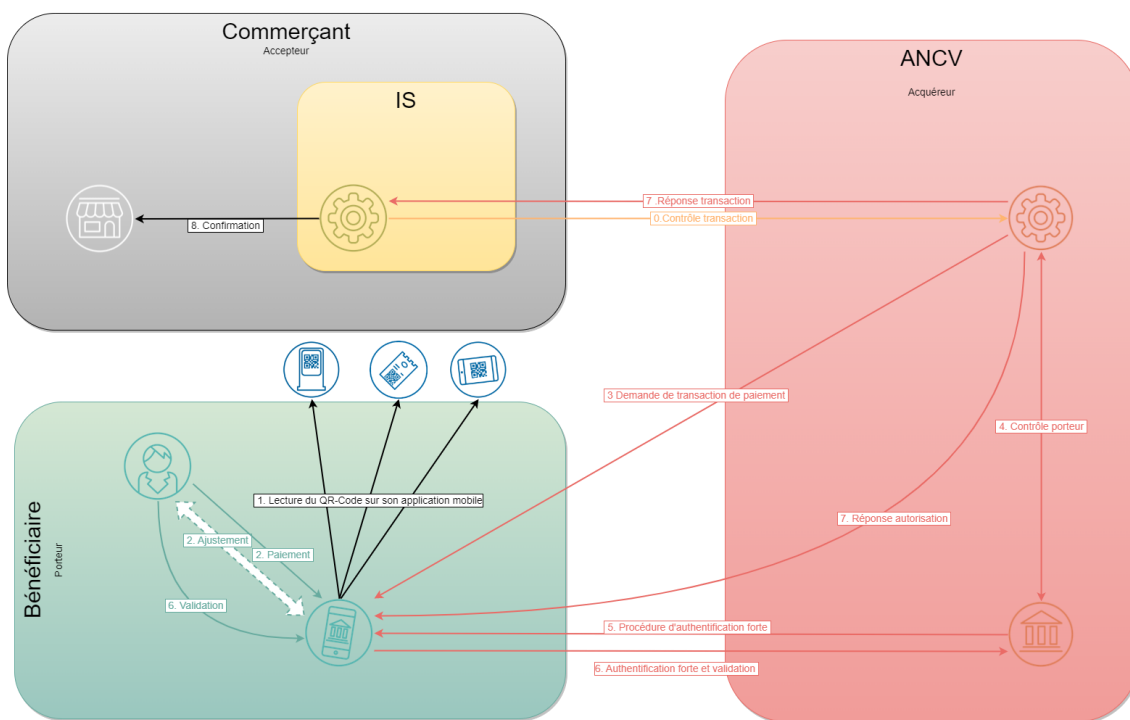 Commerçant
Accepteur
IS
ANCV
Acquéreur
7 .Réponse transaction
0.Contrôle transaction
8. Confirmation
3 Demande de transaction de paiement
4. Contrôle porteur
1. Lecture du QR-Code sur son application mobile
7. Réponse autorisation
2. Ajustement
2. Paiement
6. Validation
Bénéficiaire
Porteur
5. Procédure d'authentification forte
6. Authentification forte et validation